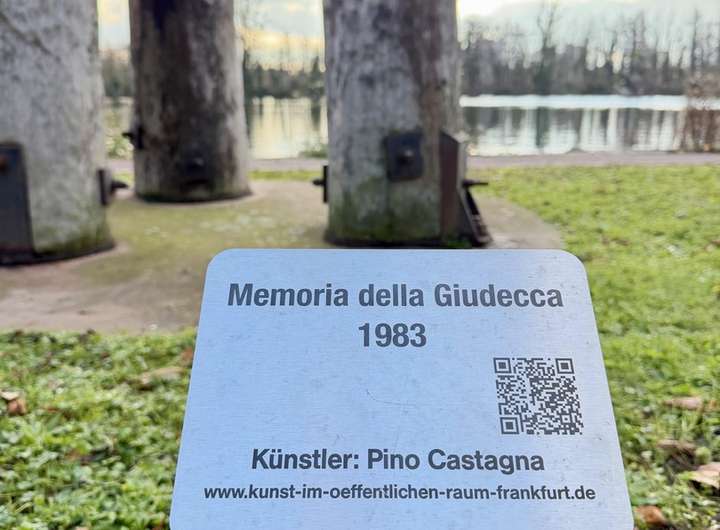 Memoria della Giudecca
1983
Künstler: Pino Castagna
www.kunst-im-oeffentlichen-raum-frankfurt.de